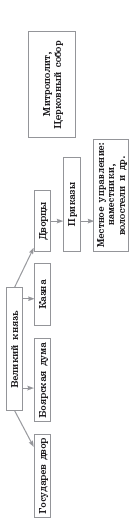 Великий князь
Государев двор
Боярская дума
Казна
Дворцы
Митрополит,
Церковный собор
Приказы
Местное управление:
наместники,
волостели и др.